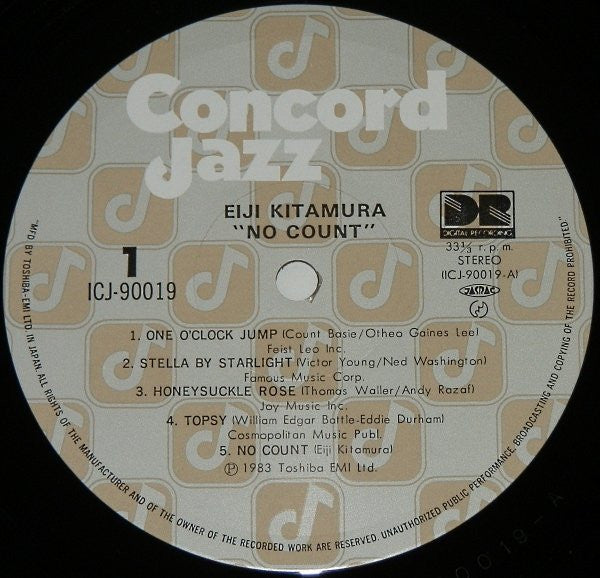 Concord
Jazz
EIJI KITAMURA
"NO COUNT"
DR
DIGITAL RECORDING
33⅓ r.p.m.
STEREO
(ICJ-90019-A)
JASRAC
1
ICJ-90019
1. ONE O'CLOCK JUMP (Count Basie/Otheo Gaines Lee)
Feist Leo Inc.
2. STELLA BY STARLIGHT (Victor Young/Ned Washington)
Famous Music Corp.
3. HONEYSUCKLE ROSE (Thomas Waller/Andy Razaf)
Joy Music Inc.
4. TOPSY (William Edgar Battle-Eddie Durham)
Cosmopolitan Music Publ.
5. NO COUNT (Eiji Kitamura)
Ⓟ 1983 Toshiba EMI Ltd.
"MFD BY TOSHIBA-EMI LTD. IN JAPAN. ALL RIGHTS OF THE MANUFACTURER AND OF THE OWNER OF THE RECORDED WORK ARE RESERVED. UNAUTHORIZED PUBLIC PERFORMANCE BROADCASTING AND COPYING OF THE RECORD PROHIBITED."
0019-A